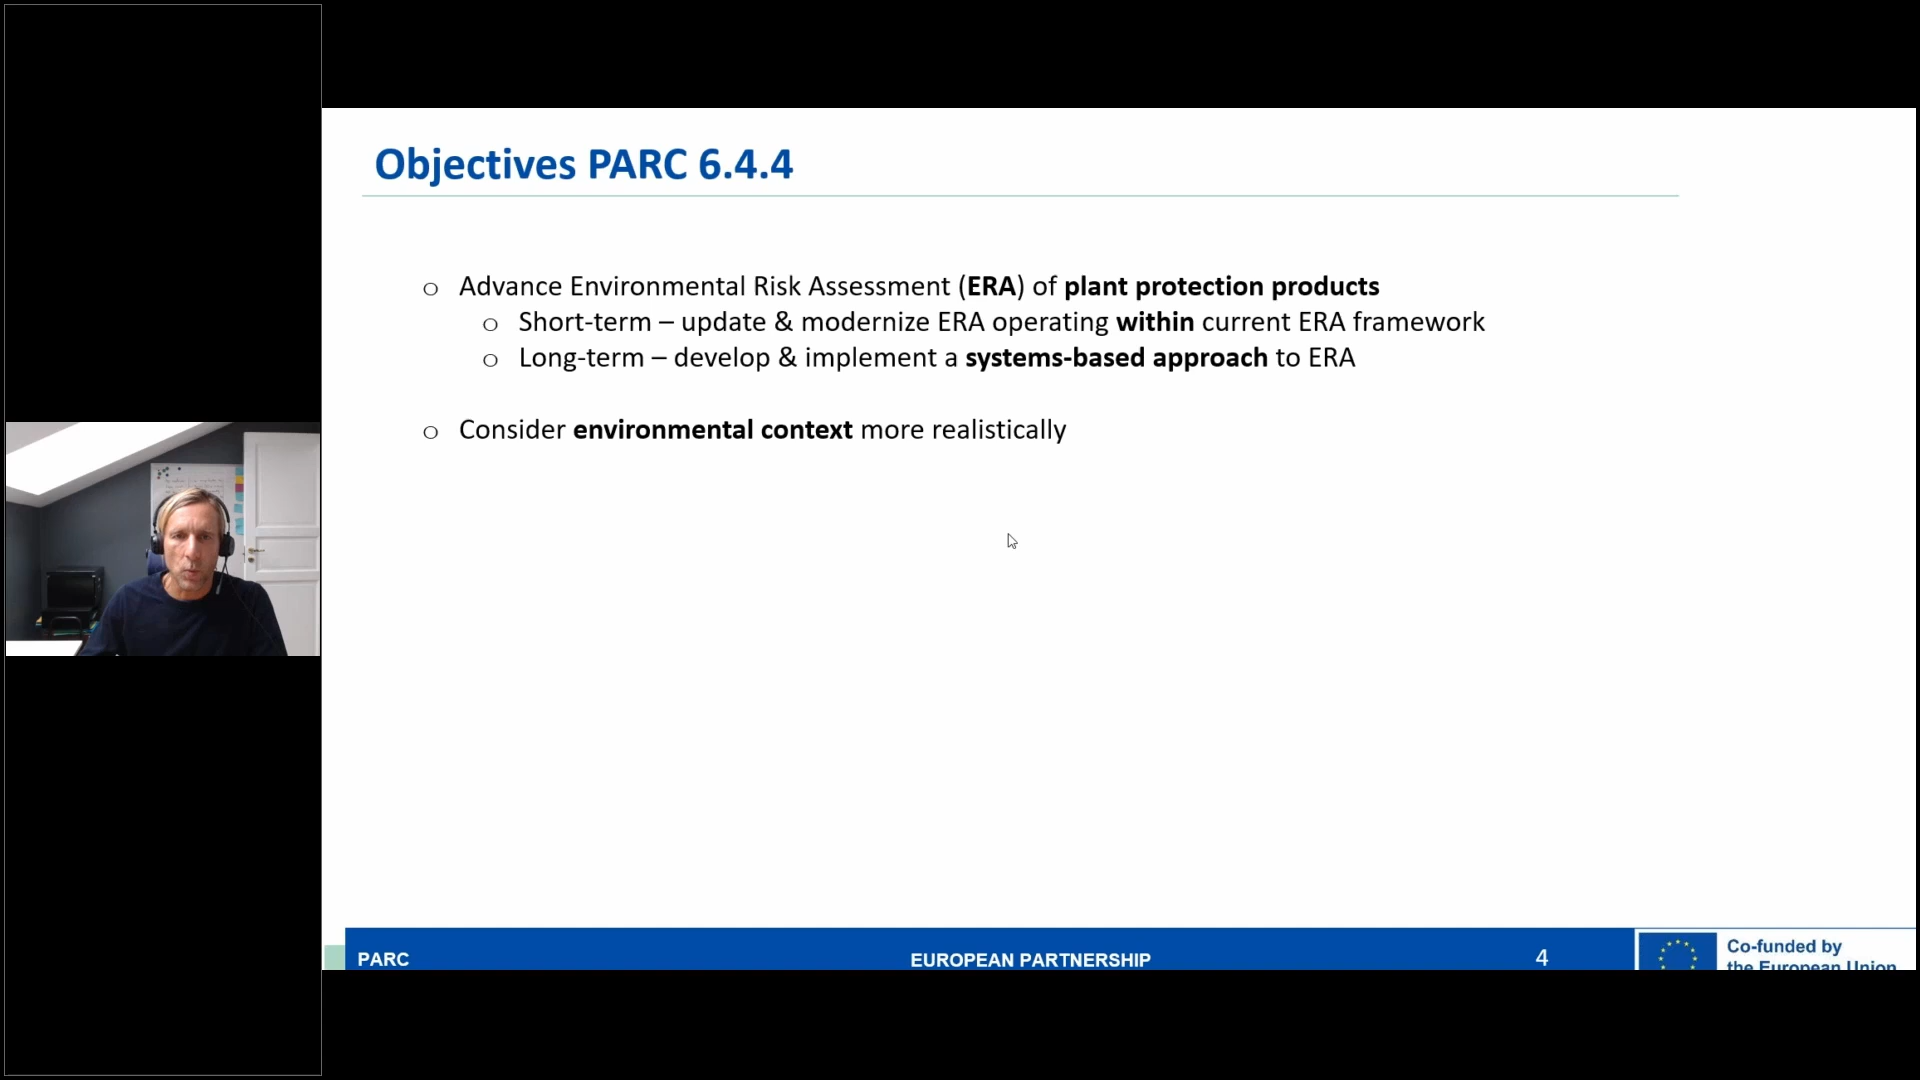 Objectives PARC 6.4.4
o Advance Environmental Risk Assessment (ERA) of plant protection products
o Short-term – update & modernize ERA operating within current ERA framework
o Long-term – develop & implement a systems-based approach to ERA
o Consider environmental context more realistically
PARC
EUROPEAN PARTNERSHIP
4
Co-funded by
the European Union